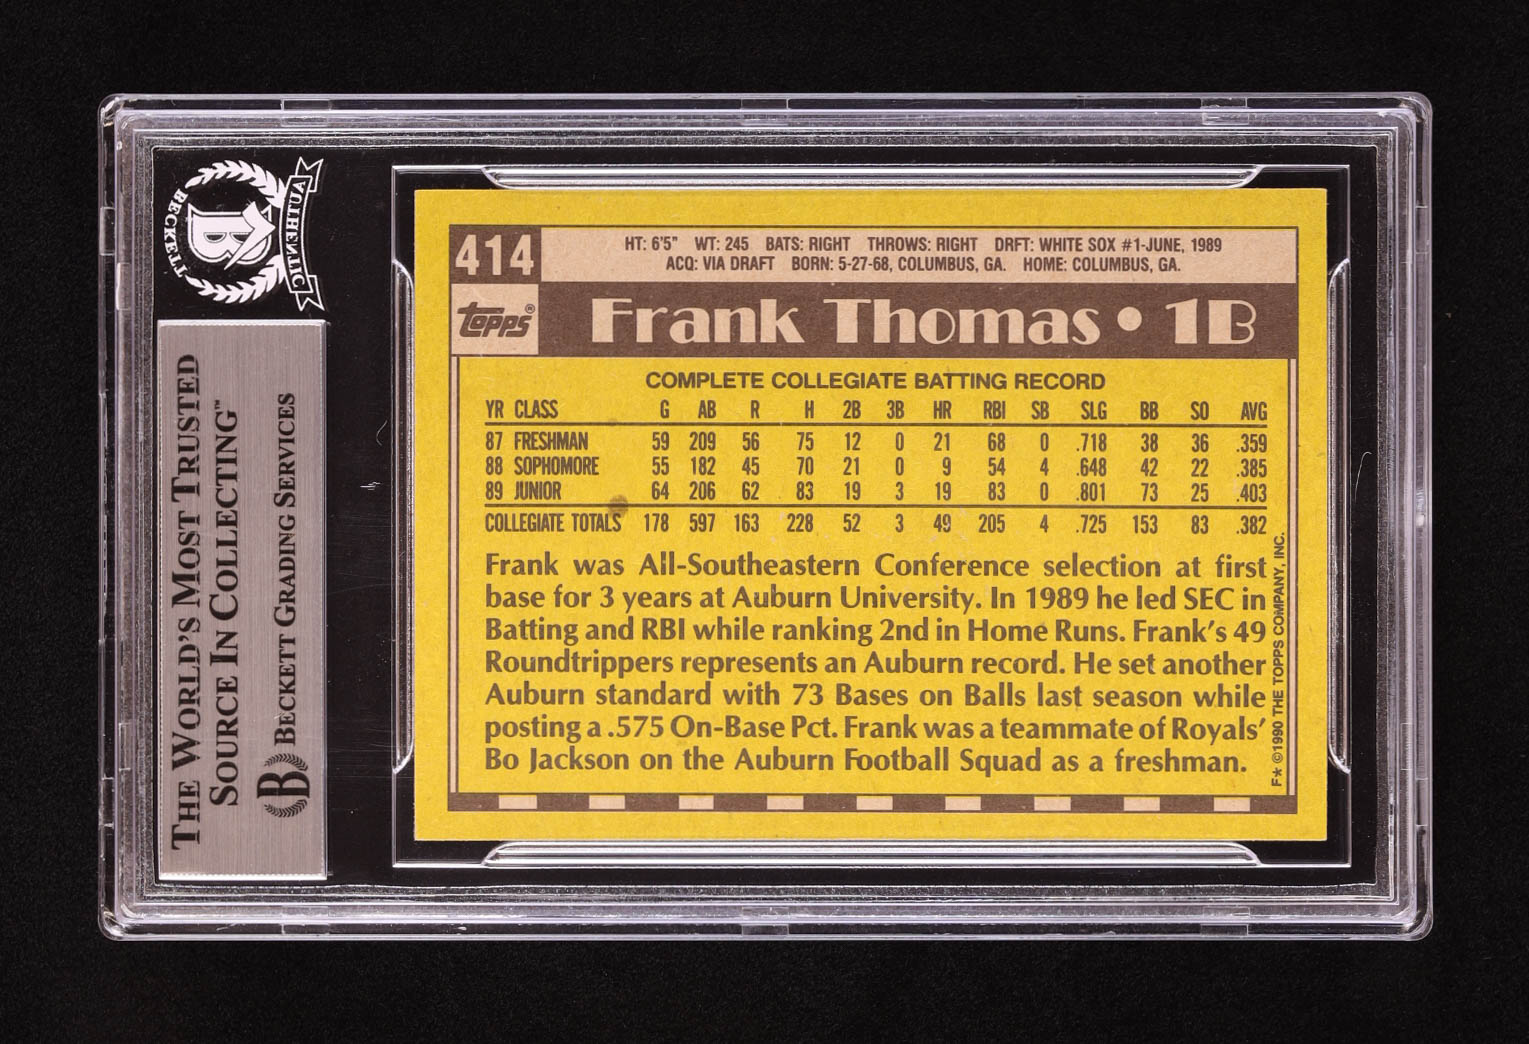 BECKETT
AUTHENTIC
B
THE WORLD'S MOST TRUSTED
SOURCE IN COLLECTING™
B BECKETT GRADING SERVICES
414
HT: 6'5" WT: 245 BATS: RIGHT THROWS: RIGHT DRFT: WHITE SOX #1-JUNE, 1989
ACQ: VIA DRAFT BORN: 5-27-68, COLUMBUS, GA. HOME: COLUMBUS, GA.
topps®
Frank Thomas • 1B
COMPLETE COLLEGIATE BATTING RECORD
YR CLASS G AB R H 2B 3B HR RBI SB SLG BB SO AVG
87 FRESHMAN 59 209 56 75 12 0 21 68 0 .718 38 36 .359
88 SOPHOMORE 55 182 45 70 21 0 9 54 4 .648 42 22 .385
89 JUNIOR 64 206 62 83 19 3 19 83 0 .801 73 25 .403
COLLEGIATE TOTALS 178 597 163 228 52 3 49 205 4 .725 153 83 .382
Frank was All-Southeastern Conference selection at first
base for 3 years at Auburn University. In 1989 he led SEC in
Batting and RBI while ranking 2nd in Home Runs. Frank's 49
Roundtrippers represents an Auburn record. He set another
Auburn standard with 73 Bases on Balls last season while
posting a .575 On-Base Pct. Frank was a teammate of Royals'
Bo Jackson on the Auburn Football Squad as a freshman.
F* ©1990 THE TOPPS COMPANY, INC.